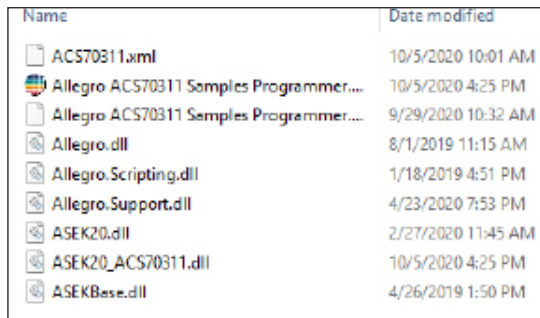 Name Date modified
ACS70311.xml 10/5/2020 10:01 AM
Allegro ACS70311 Samples Programmer.... 10/5/2020 4:25 PM
Allegro ACS70311 Samples Programmer.... 9/29/2020 10:32 AM
Allegro.dll 8/1/2019 11:15 AM
Allegro.Scripting.dll 1/18/2019 4:51 PM
Allegro.Support.dll 4/23/2020 7:53 PM
ASEK20.dll 2/27/2020 11:45 AM
ASEK20_ACS70311.dll 10/5/2020 4:25 PM
ASEKBase.dll 4/26/2019 1:50 PM